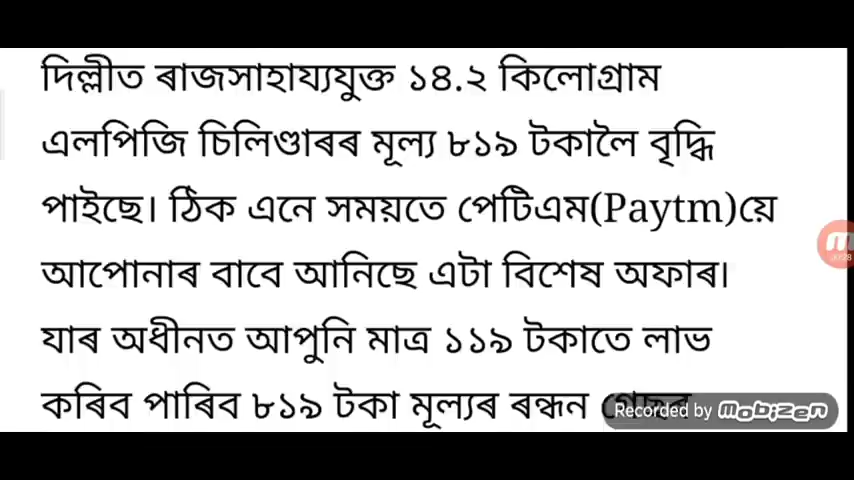 দিল্লীত ৰাজসাহায্যযুক্ত ১৪.২ কিলোগ্ৰাম
এলপিজি চিলিণ্ডাৰৰ মূল্য ৮১৯ টকালৈ বৃদ্ধি
পাইছে। ঠিক এনে সময়তে পেটিএম(Paytm)য়ে
আপোনাৰ বাবে আনিছে এটা বিশেষ অফাৰ।
যাৰ অধীনত আপুনি মাত্ৰ ১১৯ টকাতে লাভ
কৰিব পাৰিব ৮১৯ টকা মূল্যৰ ৰন্ধন
Recorded by Mobizen